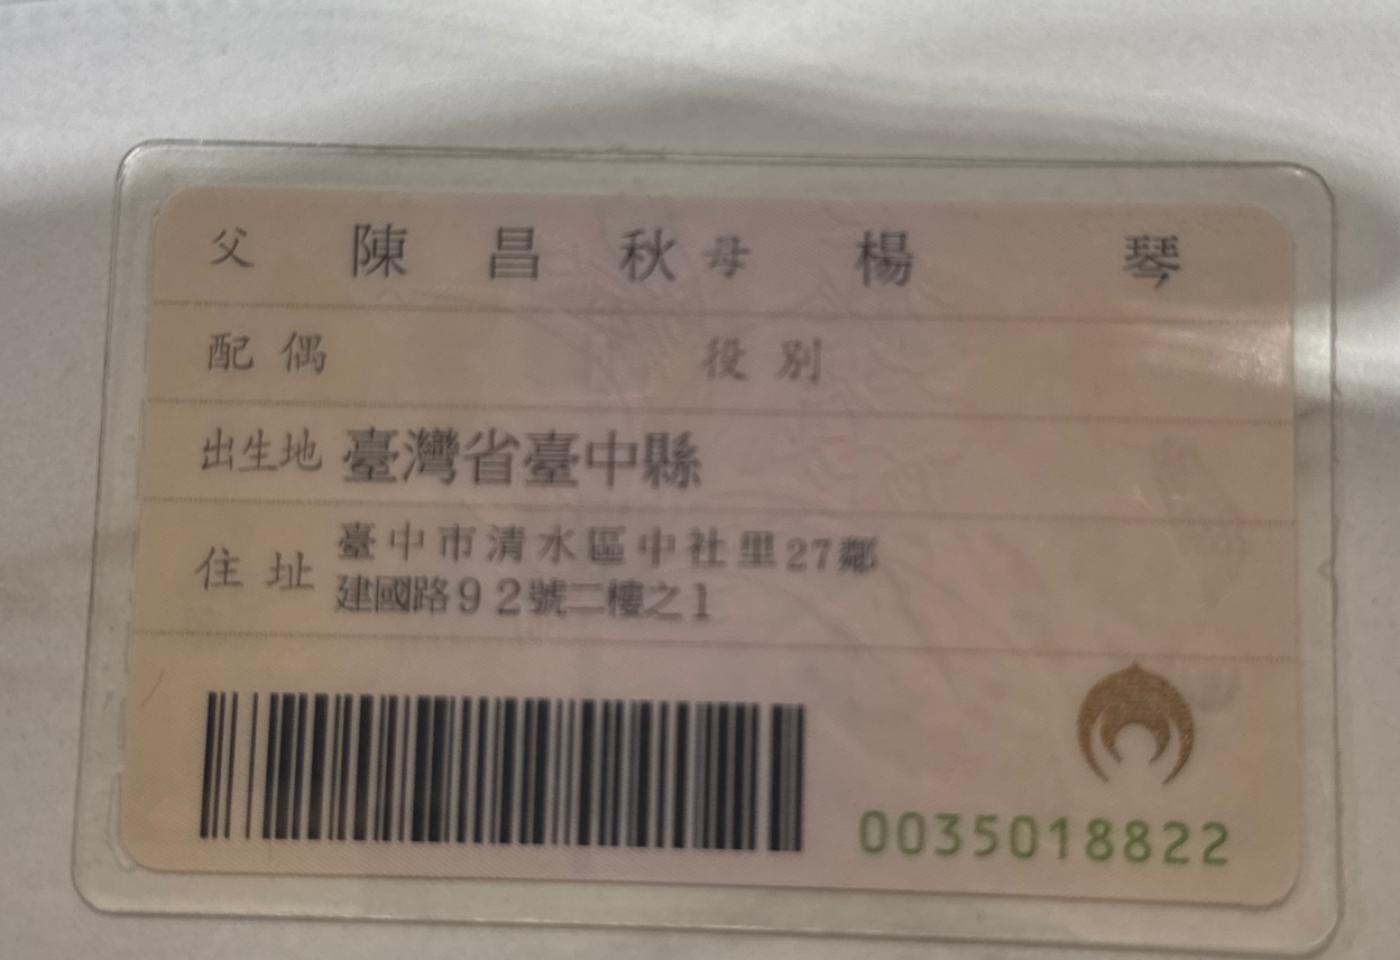 父 陳昌秋 母 楊琴
配偶 役別
出生地 臺灣省臺中縣
住址 臺中市清水區中社里27鄰
建國路92號二樓之1
0035018822